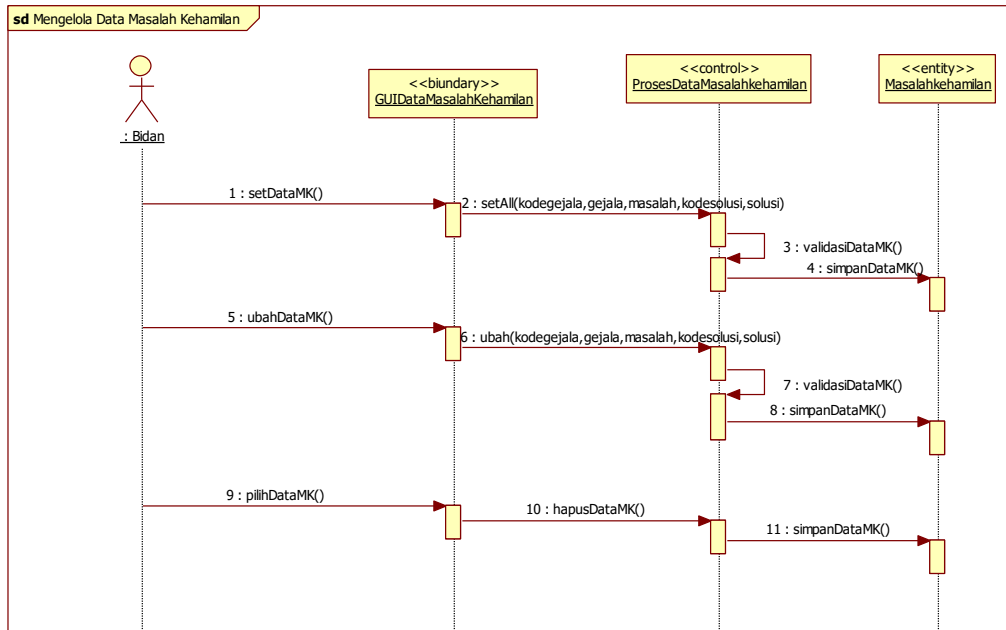 sd Mengelola Data Masalah Kehamilan
: Bidan
<<biundary>>
GUIDataMasalahKehamilan
<<control>>
ProsesDataMasalahkehamilan
<<entity>>
Masalahkehamilan
1 : setDataMK()
2 : setAll(kodegejala,gejala,masalah,kodesolusi,solusi)
3 : validasiDataMK()
4 : simpanDataMK()
5 : ubahDataMK()
6 : ubah(kodegejala,gejala,masalah,kodesolusi,solusi)
7 : validasiDataMK()
8 : simpanDataMK()
9 : pilihDataMK()
10 : hapusDataMK()
11 : simpanDataMK()